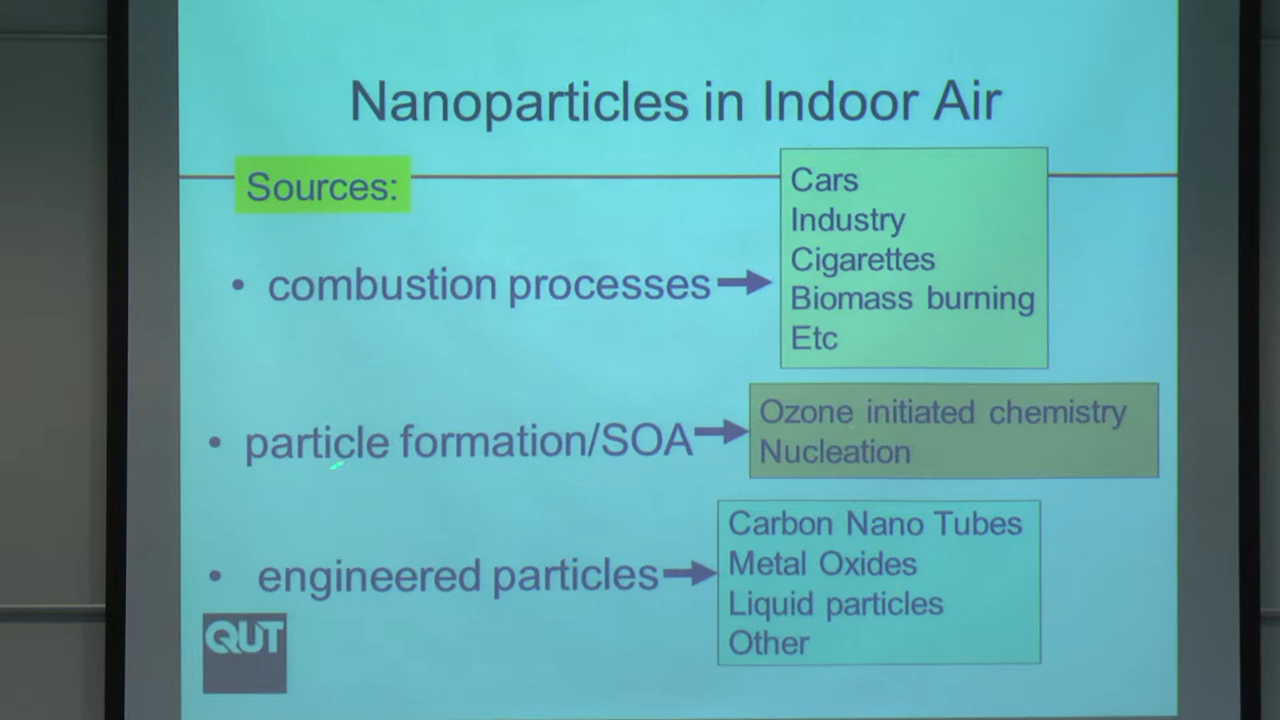 Nanoparticles in Indoor Air
Sources:
• combustion processes
Cars
Industry
Cigarettes
Biomass burning
Etc
• particle formation/SOA
Ozone initiated chemistry
Nucleation
• engineered particles
Carbon Nano Tubes
Metal Oxides
Liquid particles
Other
QUT